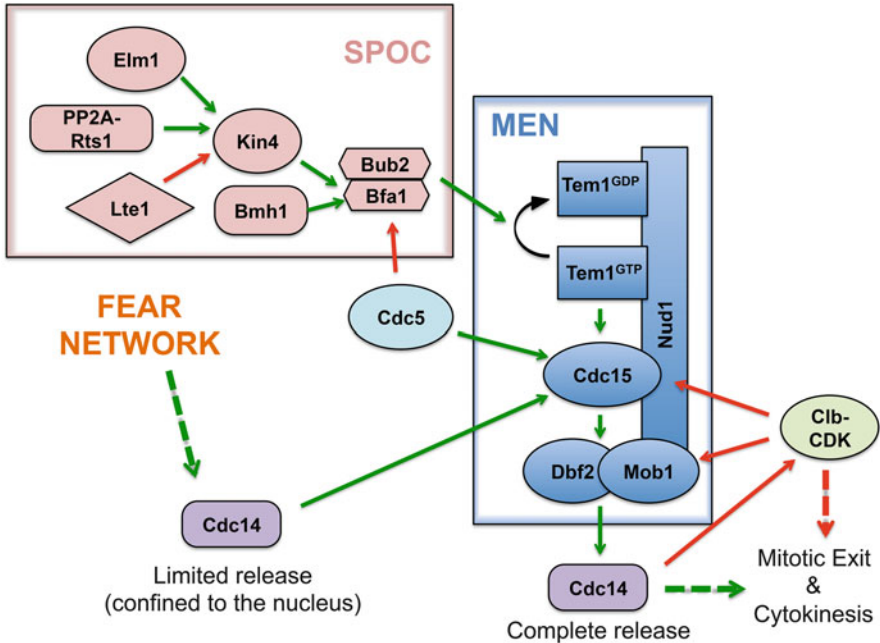 SPOC
Elm1
PP2A-
Rts1
Kin4
Lte1
Bmh1
Bub2
Bfa1
MEN
Tem1GDP
Tem1GTP
Nud1
Cdc5
Cdc15
FEAR
NETWORK
Clb-
CDK
Dbf2
Mob1
Cdc14
Limited release
(confined to the nucleus)
Cdc14
Complete release
Mitotic Exit
&
Cytokinesis